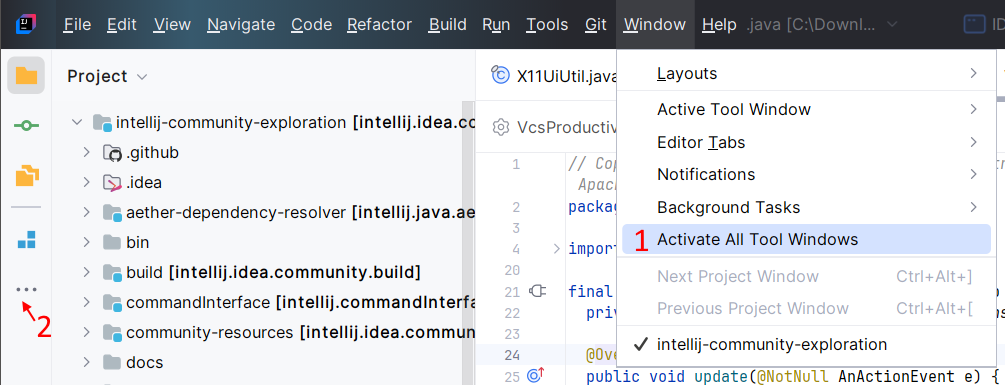 File Edit View Navigate Code Refactor Build Run Tools Git Window Help .java [C:\Downl...
Project
intellij-community-exploration [intellij.idea.co
.github
.idea
aether-dependency-resolver [intellij.java.ae
bin
build [intellij.idea.community.build]
commandInterface [intellij.commandInterfa
community-resources [intellij.idea.commun
docs
2
X11UiUtil.java
VcsProductiv
1 // Cop
Apac
2 packa
3
4 import
20
21 final
22 priv
23
24 @Ove
25 public void update(@NotNull AnActionEvent e) {
Layouts
Active Tool Window
Editor Tabs
Notifications
Background Tasks
1 Activate All Tool Windows
Next Project Window Ctrl+Alt+]
Previous Project Window Ctrl+Alt+[
intellij-community-exploration